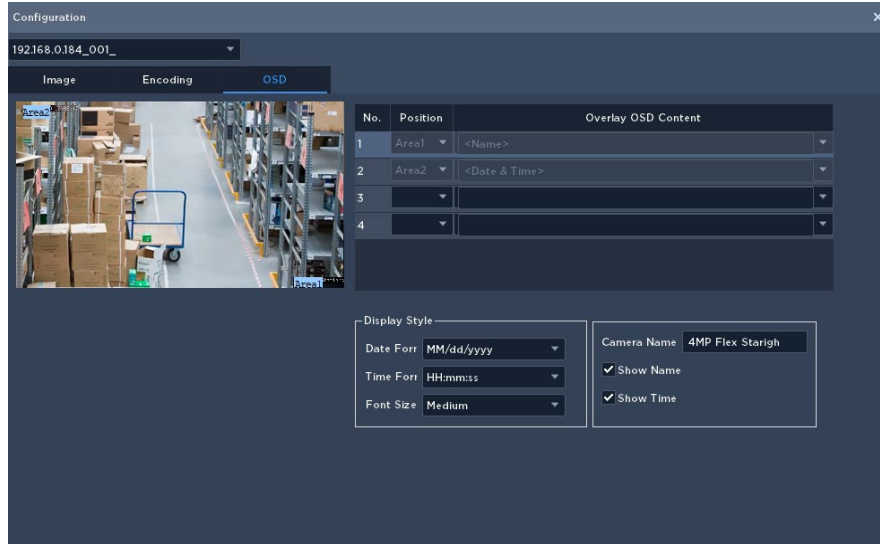 Configuration
192.168.0.184_001_
Image Encoding OSD
Area2
Area1
No. Position Overlay OSD Content
1 Area1 <Name>
2 Area2 <Date & Time>
3
4
Display Style
Date Forr MM/dd/yyyy
Time Forr HH:mm:ss
Font Size Medium
Camera Name 4MP Flex Starigh
Show Name
Show Time